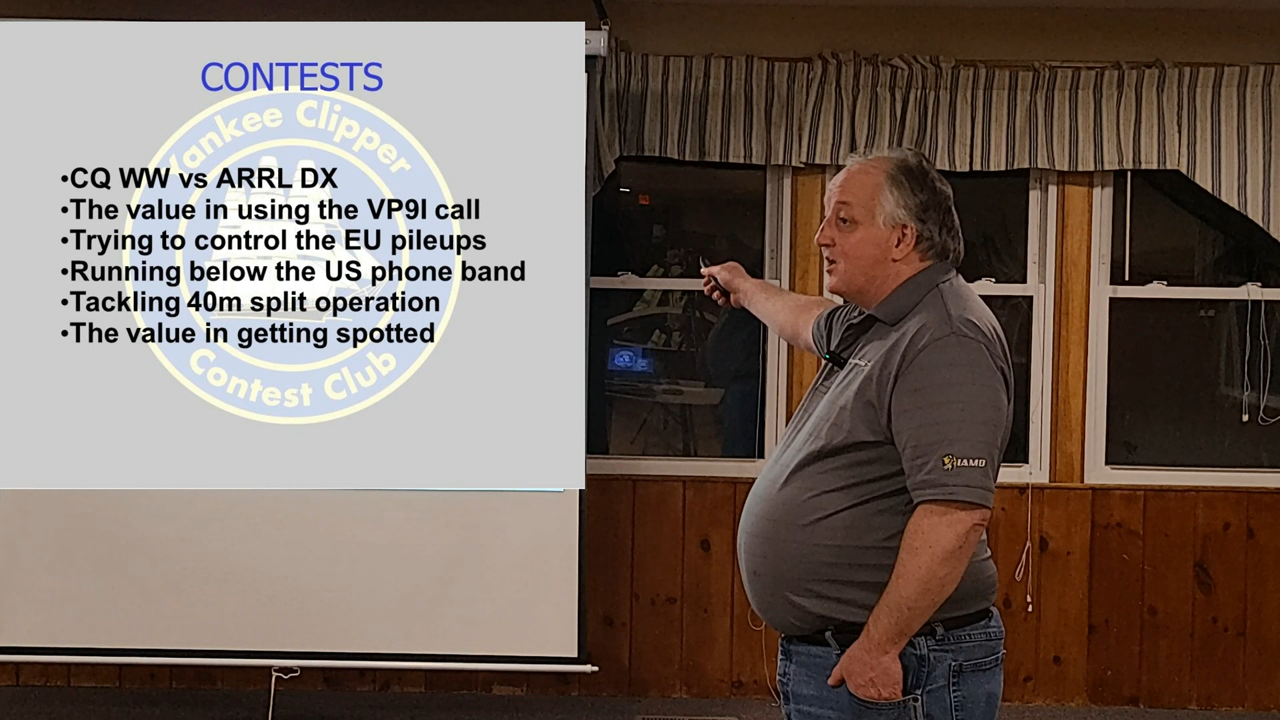 CONTESTS
Yankee Clipper
•CQ WW vs ARRL DX
•The value in using the VP9I call
•Trying to control the EU pileups
•Running below the US phone band
•Tackling 40m split operation
•The value in getting spotted
Contest Club
IAMD